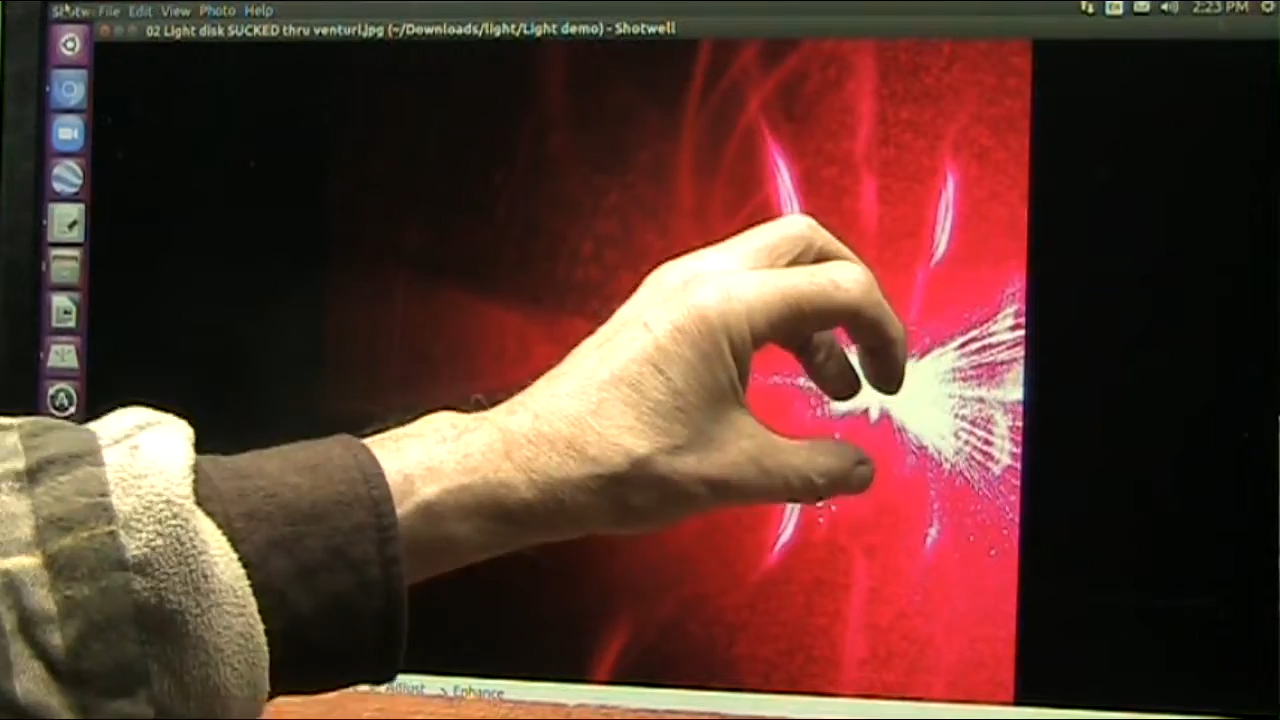 File Edit View Photo Help
2:23 PM
02 Light disk SUCKED thru venturi.jpg (~/Downloads/light/Light demo) - Shotwell
A
Adjust Enhance